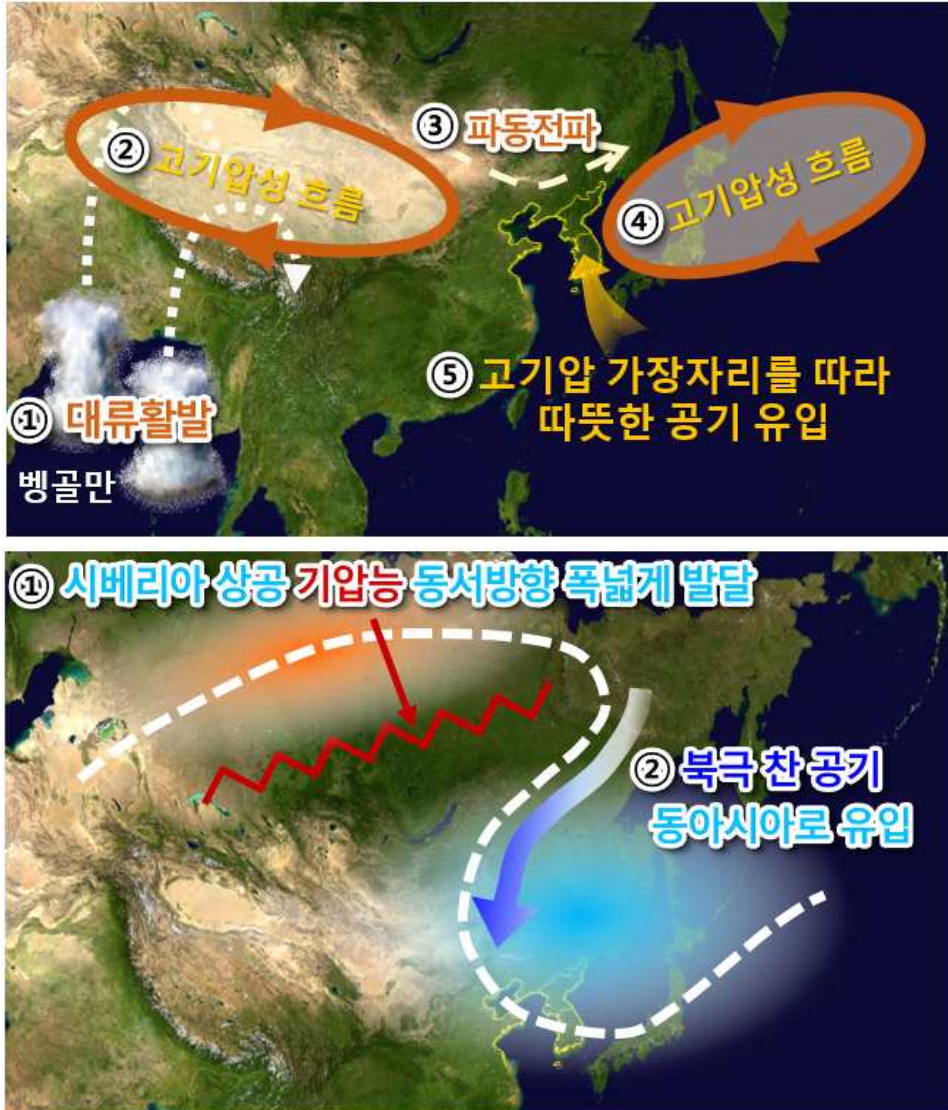 ② 고기압성 흐름
③ 파동전파
④ 고기압성 흐름
⑤ 고기압 가장자리를 따라
따뜻한 공기 유입
① 대류활발
벵골만
① 시베리아 상공 기압능 동서방향 폭넓게 발달
② 북극 찬 공기
동아시아로 유입